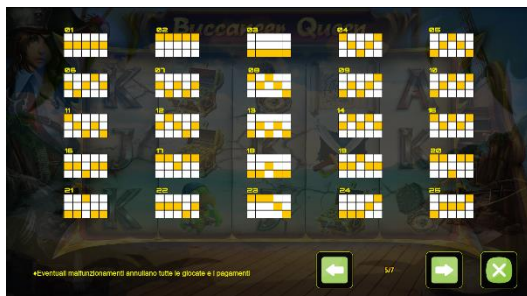 Buccaneer Queen
01 02 03 04 05
06 07 08 09 10
11 12 13 14 15
16 17 18 19 20
21 22 23 24 25
♦Eventuali malfunzionamenti annullano tutte le giocate e i pagamenti
5/7